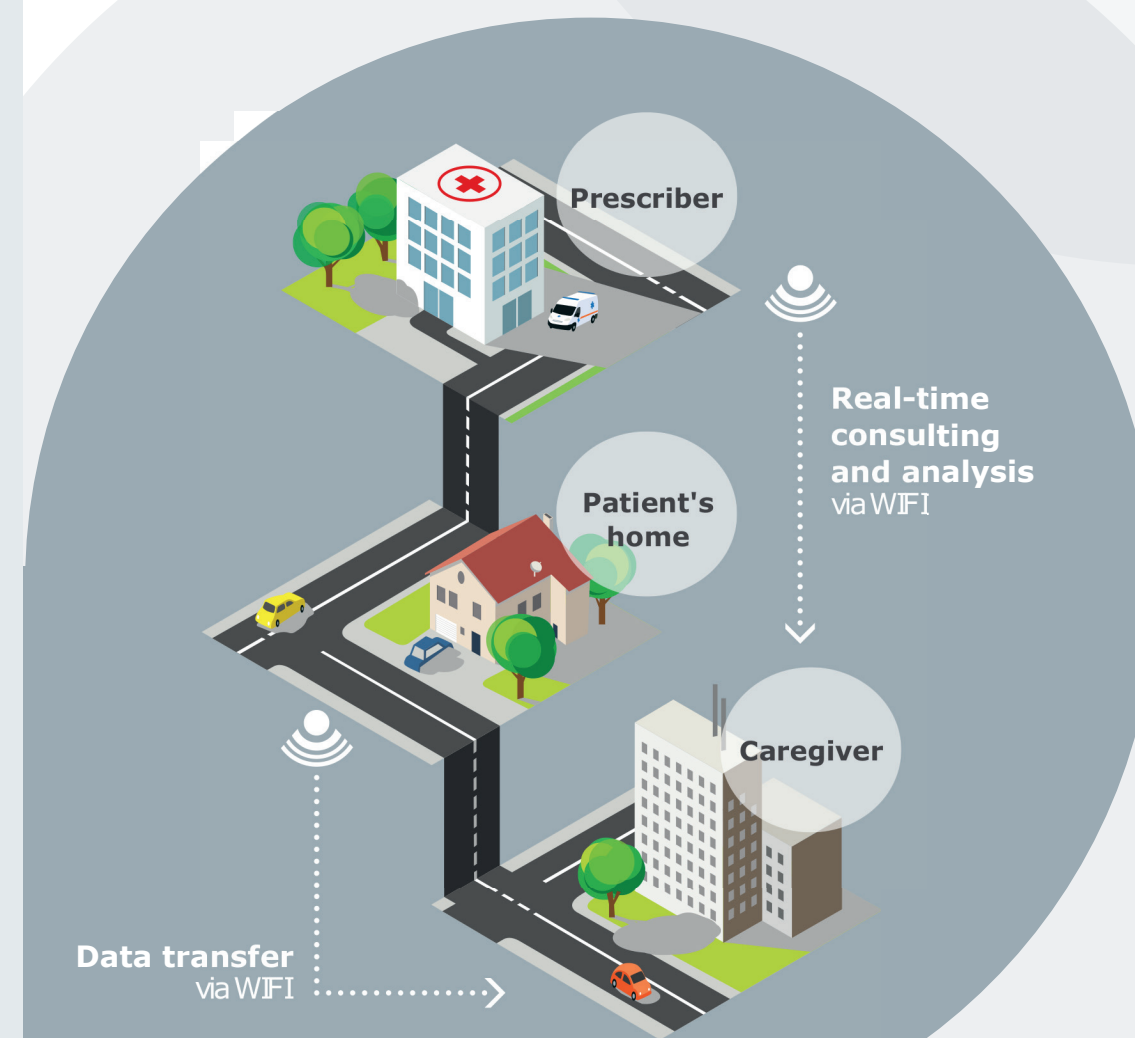 Prescriber
Real-time
consulting
and analysis
via WIFI
Patient's
home
Caregiver
Data transfer
via WIFI